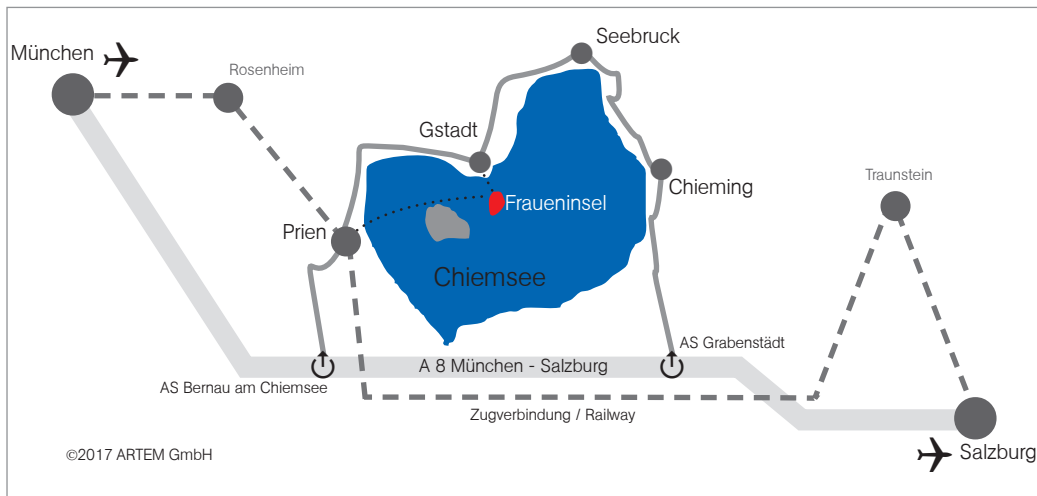 Seebruck
München
Rosenheim
Gstadt
Chieming
Traunstein
Fraueninsel
Prien
Chiemsee
AS Grabenstädt
A 8 München - Salzburg
AS Bernau am Chiemsee
Zugverbindung / Railway
©2017 ARTEM GmbH
Salzburg